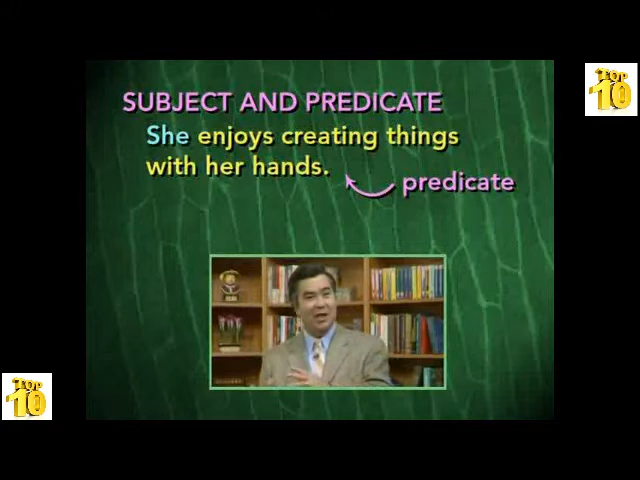 SUBJECT AND PREDICATE
She enjoys creating things
with her hands.
predicate
TOP
10
TOP
10